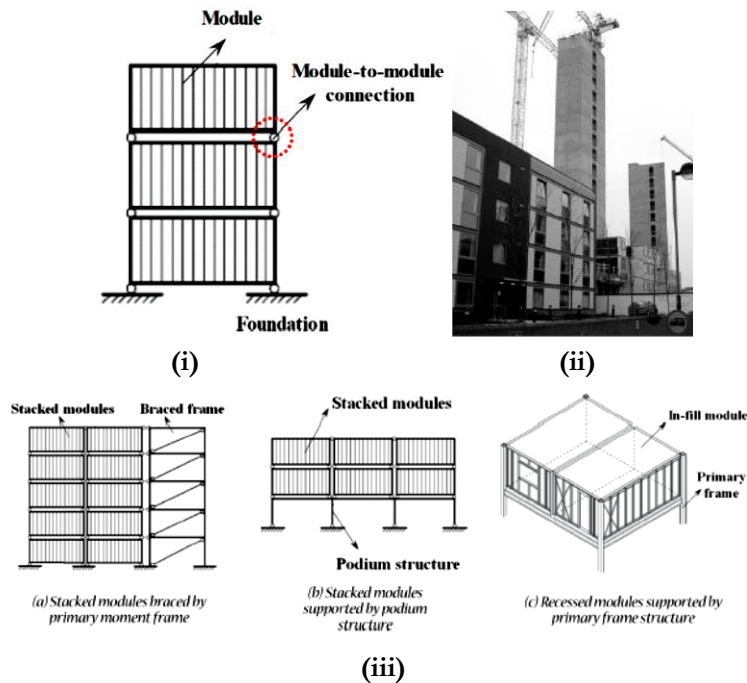 Module
Module-to-module
connection
Foundation
(i)
(ii)
Stacked modules
Braced frame
(a) Stacked modules braced by
primary moment frame
Stacked modules
Podium structure
(b) Stacked modules
supported by podium
structure
In-fill module
Primary
frame
(c) Recessed modules supported by
primary frame structure
(iii)